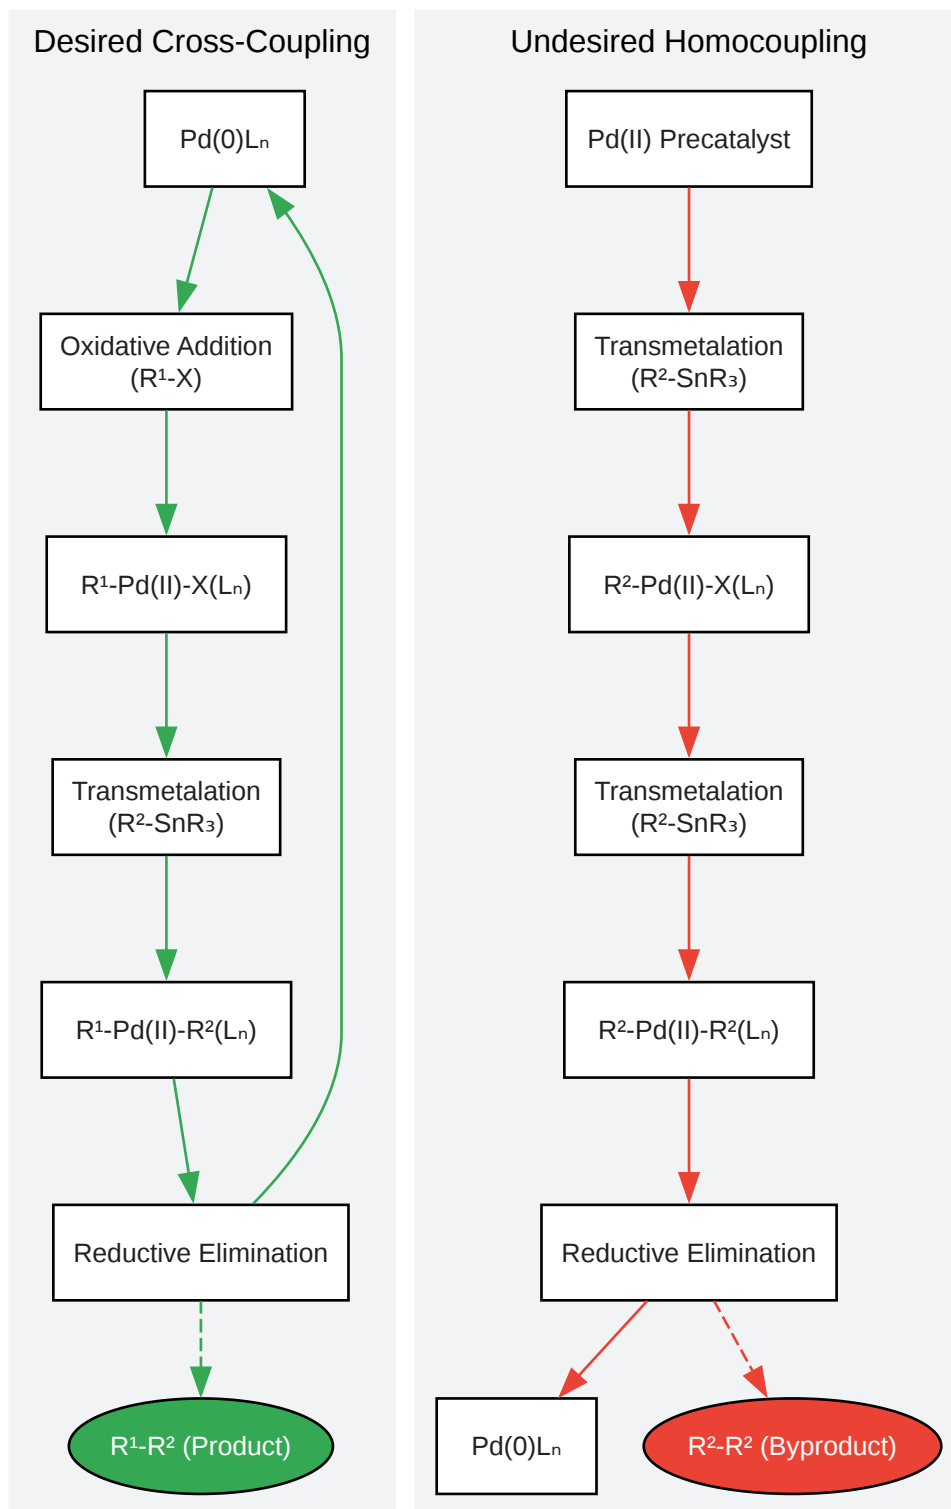 Desired Cross-Coupling
Pd(0)Lₙ
Oxidative Addition
(R¹-X)
R¹-Pd(II)-X(Lₙ)
Transmetalation
(R²-SnR₃)
R¹-Pd(II)-R²(Lₙ)
Reductive Elimination
R¹-R² (Product)
Undesired Homocoupling
Pd(II) Precatalyst
Transmetalation
(R²-SnR₃)
R²-Pd(II)-X(Lₙ)
Transmetalation
(R²-SnR₃)
R²-Pd(II)-R²(Lₙ)
Reductive Elimination
Pd(0)Lₙ
R²-R² (Byproduct)